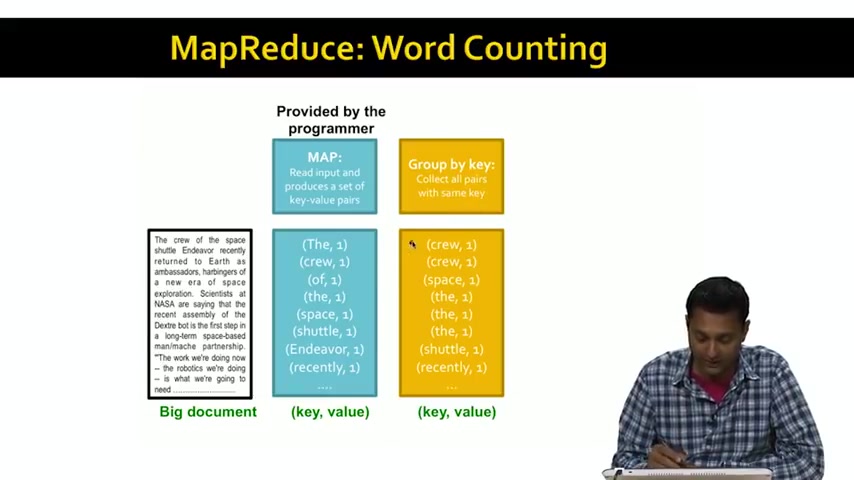 MapReduce: Word Counting
Provided by the
programmer
MAP:
Read input and
produces a set of
key-value pairs
Group by key:
Collect all pairs
with same key
The crew of the space
shuttle Endeavor recently
returned to Earth as
ambassadors, harbingers of
a new era of space
exploration. Scientists at
NASA are saying that the
recent assembly of the
Dextre bot is the first step in
a long-term space-based
man/mache partnership.
"The work we're doing now
-- the robotics we're doing
-- is what we're going to
need ........................
Big document
(The, 1)
(crew, 1)
(of, 1)
(the, 1)
(space, 1)
(shuttle, 1)
(Endeavor, 1)
(recently, 1)
....
(key, value)
(crew, 1)
(crew, 1)
(space, 1)
(the, 1)
(the, 1)
(the, 1)
(shuttle, 1)
(recently, 1)
...
(key, value)